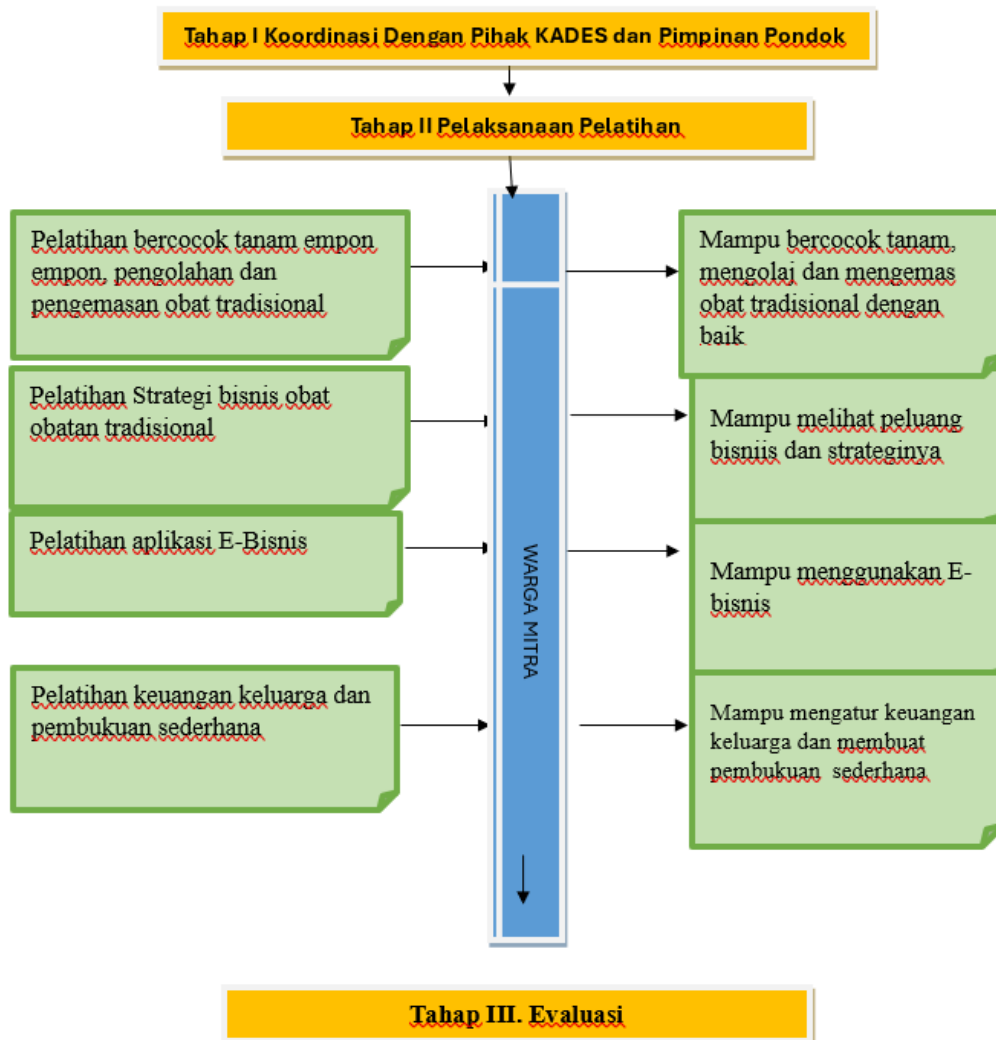 Tahap I Koordinasi Dengan Pihak KADES dan Pimpinan Pondok
Tahap II Pelaksanaan Pelatihan
Pelatihan bercocok tanam empon
empon, pengolahan dan
pengemasan obat tradisional
Mampu bercocok tanam,
mengolaj dan mengemas
obat tradisional dengan
baik
Pelatihan Strategi bisnis obat
obatan tradisional
Mampu melihat peluang
bisniis dan strateginya
Pelatihan aplikasi E-Bisnis
Mampu menggunakan E-
bisnis
WARGA MITRA
Pelatihan keuangan keluarga dan
pembukuan sederhana
Mampu mengatur keuangan
keluarga dan membuat
pembukuan sederhana
Tahap III. Evaluasi